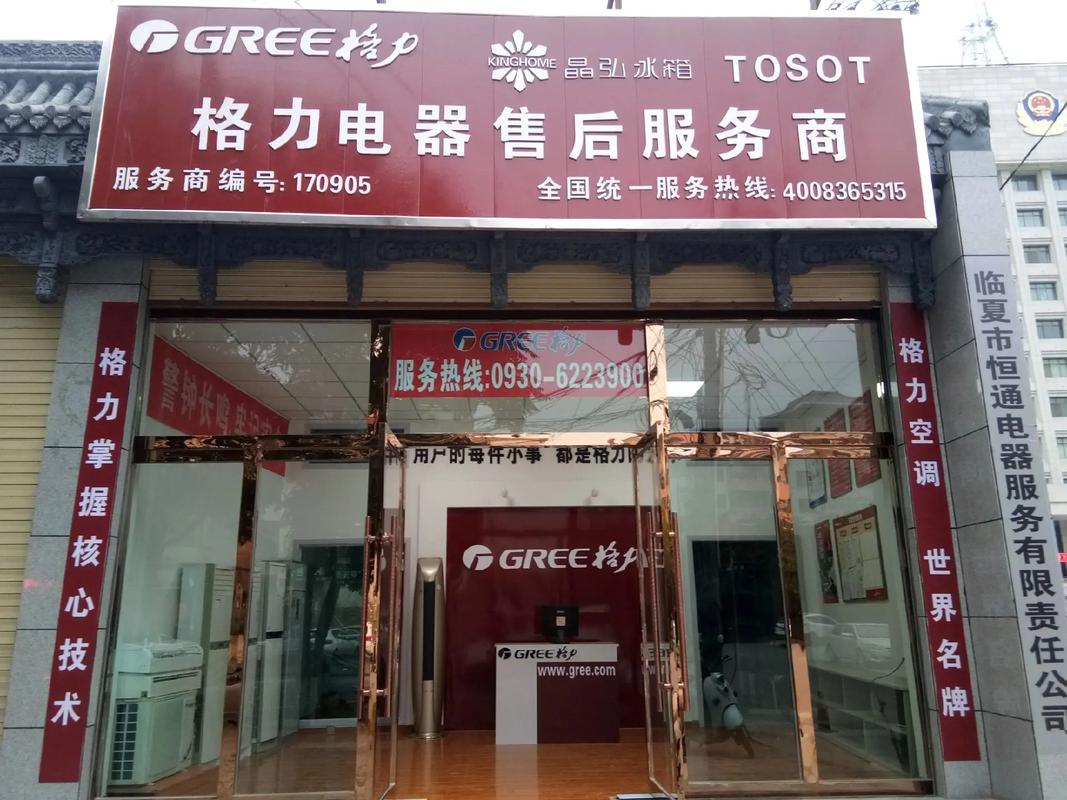 GREE格力
KINGHOME 晶弘冰箱 TOSOT
格力电器售后服务商
服务商编号:170905
全国统一服务热线:4008365315
格力掌握核心技术
GREE格力
服务热线:0930-6223900
警钟长鸣
用户的每件小事 都是格力
GREE格力
GREE格力
www.gree.com
格力空调 世界名牌
临夏市恒通电器服务有限责任公司